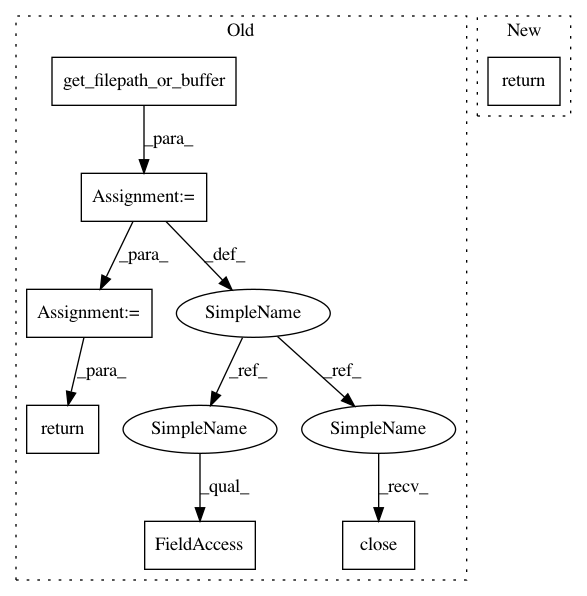 Old
New
get_filepath_or_buffer
return
_para_
Assignment:=
_para_
_def_
Assignment:=
SimpleName
_para_
_ref_
_ref_
return
SimpleName
SimpleName
_qual_
_recv_
FieldAccess
close